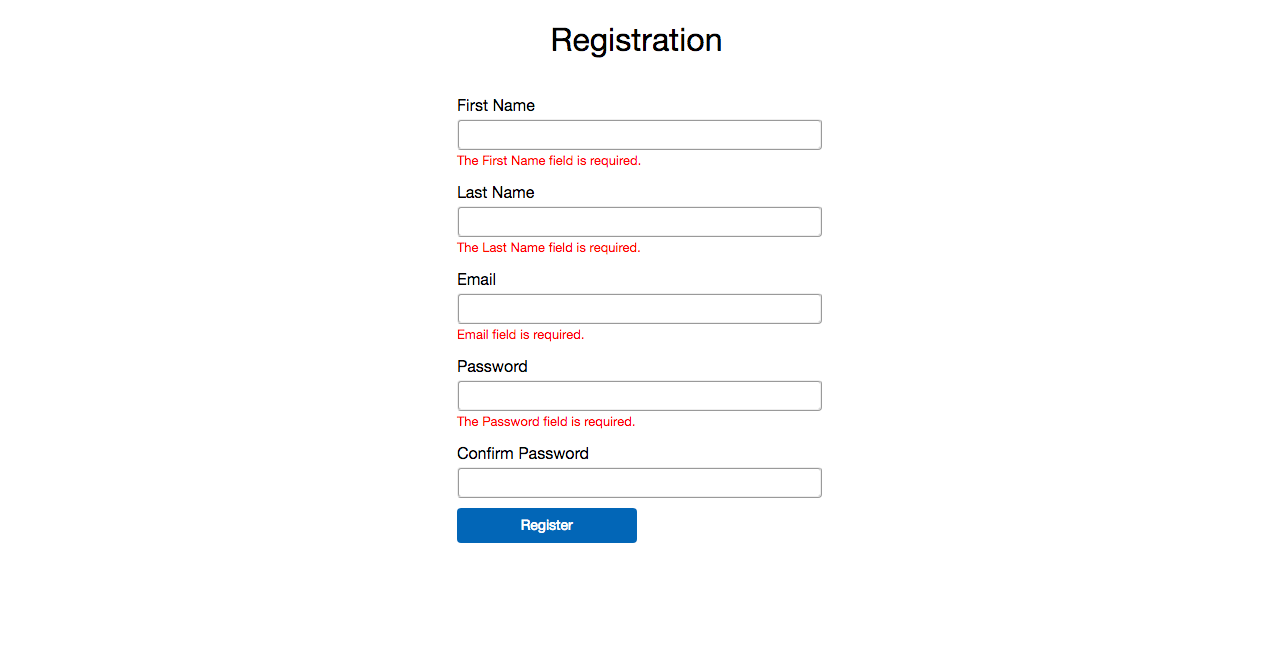 Registration
First Name
The First Name field is required.
Last Name
The Last Name field is required.
Email
Email field is required.
Password
The Password field is required.
Confirm Password
Register